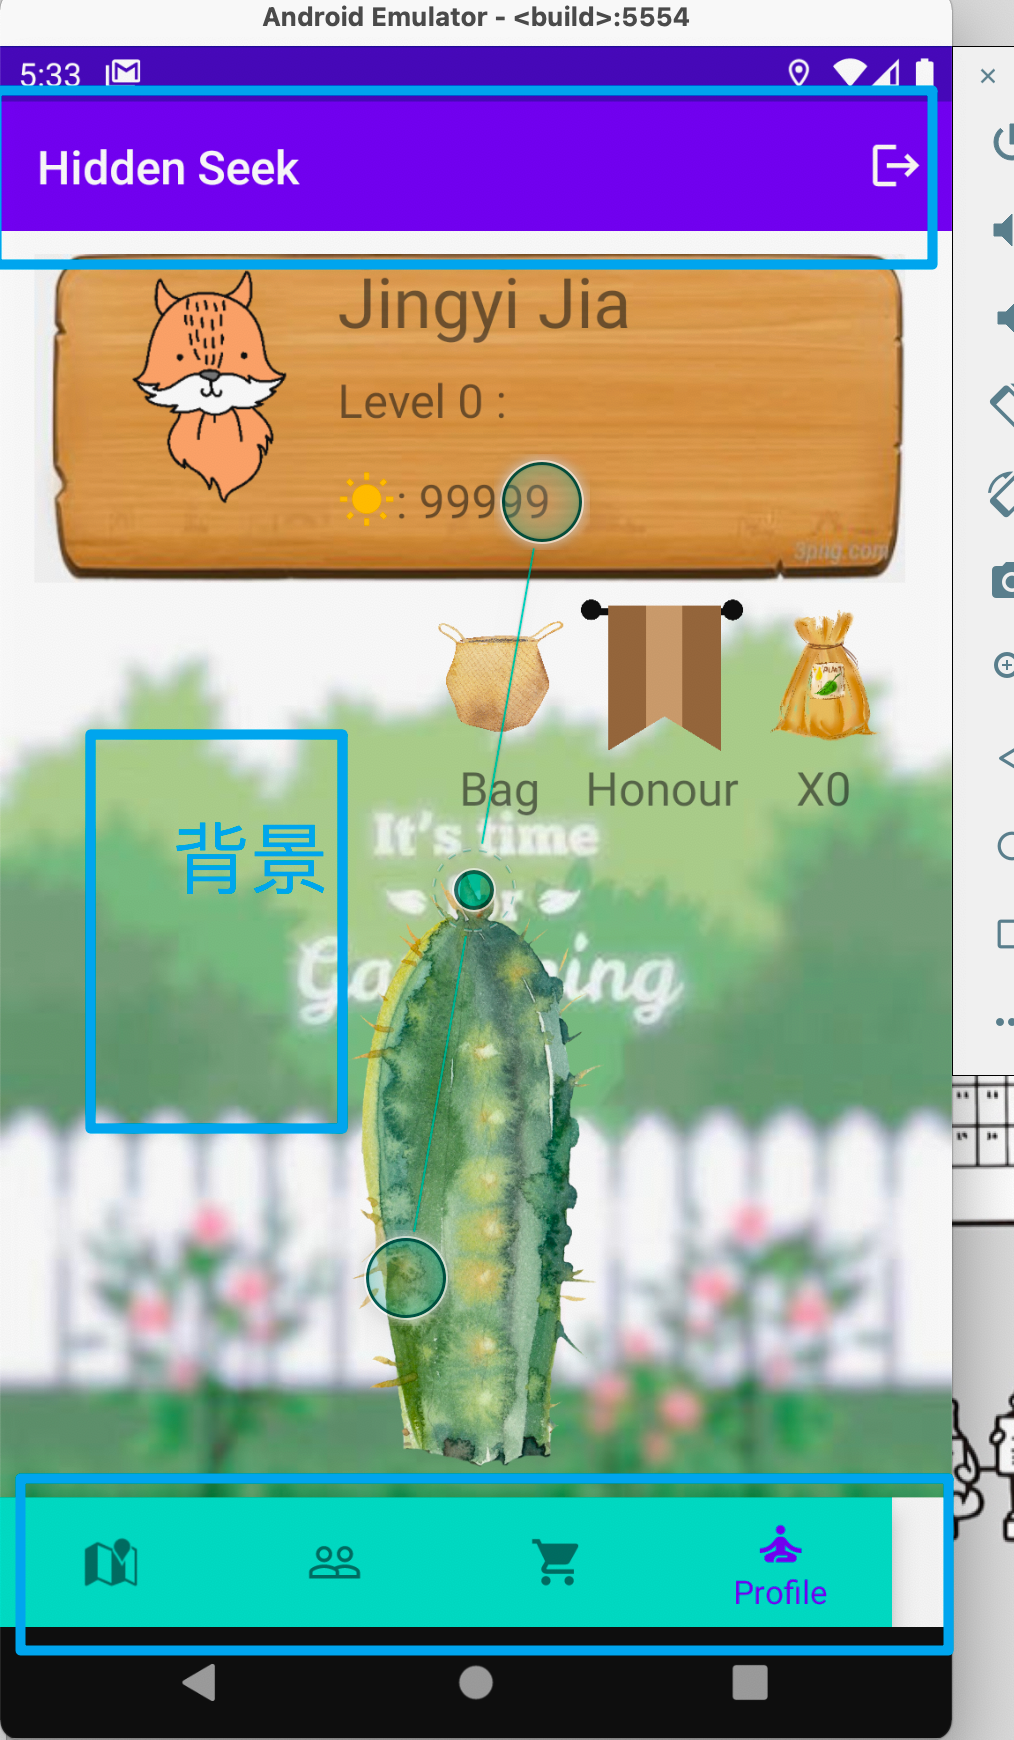 Android Emulator - <build>:5554
5:33
Hidden Seek
Jingyi Jia
Level 0 :
: 99999
3png.com
Bag Honour X0
It's time
背景
Profile